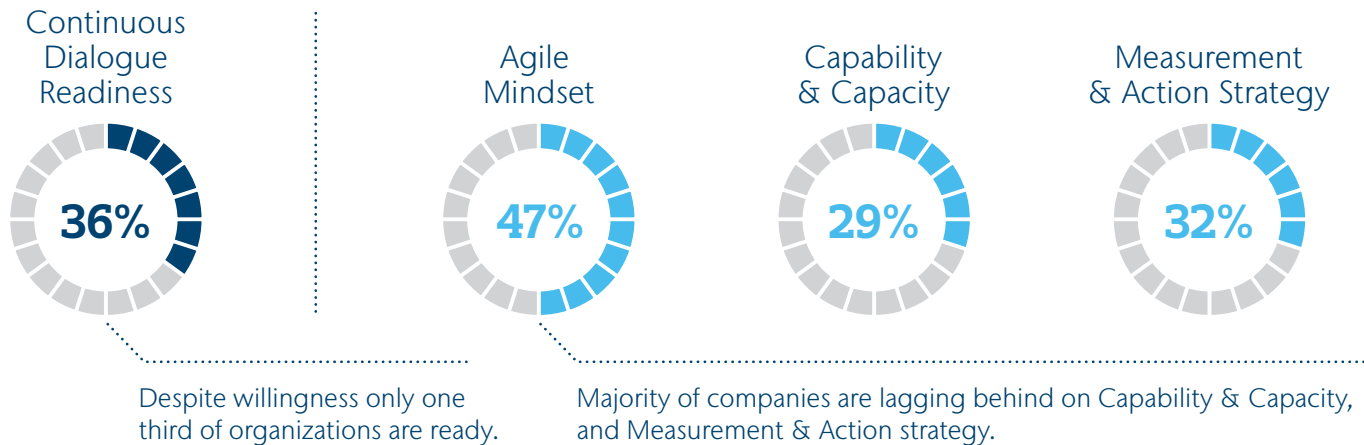 Continuous
Dialogue
Readiness
36%
Agile
Mindset
47%
Capability
& Capacity
29%
Measurement
& Action Strategy
32%
Despite willingness only one
third of organizations are ready.
Majority of companies are lagging behind on Capability & Capacity,
and Measurement & Action strategy.